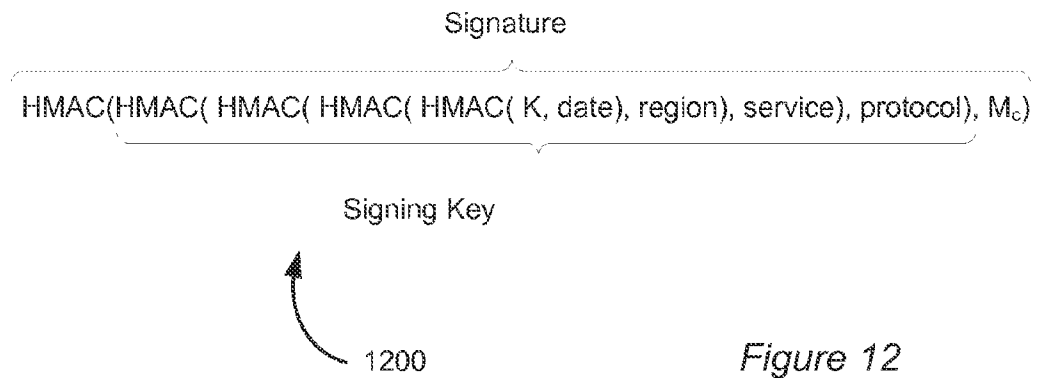 Signature
HMAC(HMAC( HMAC( HMAC( HMAC( K, date), region), service), protocol), Mc)
Signing Key
1200
Figure 12